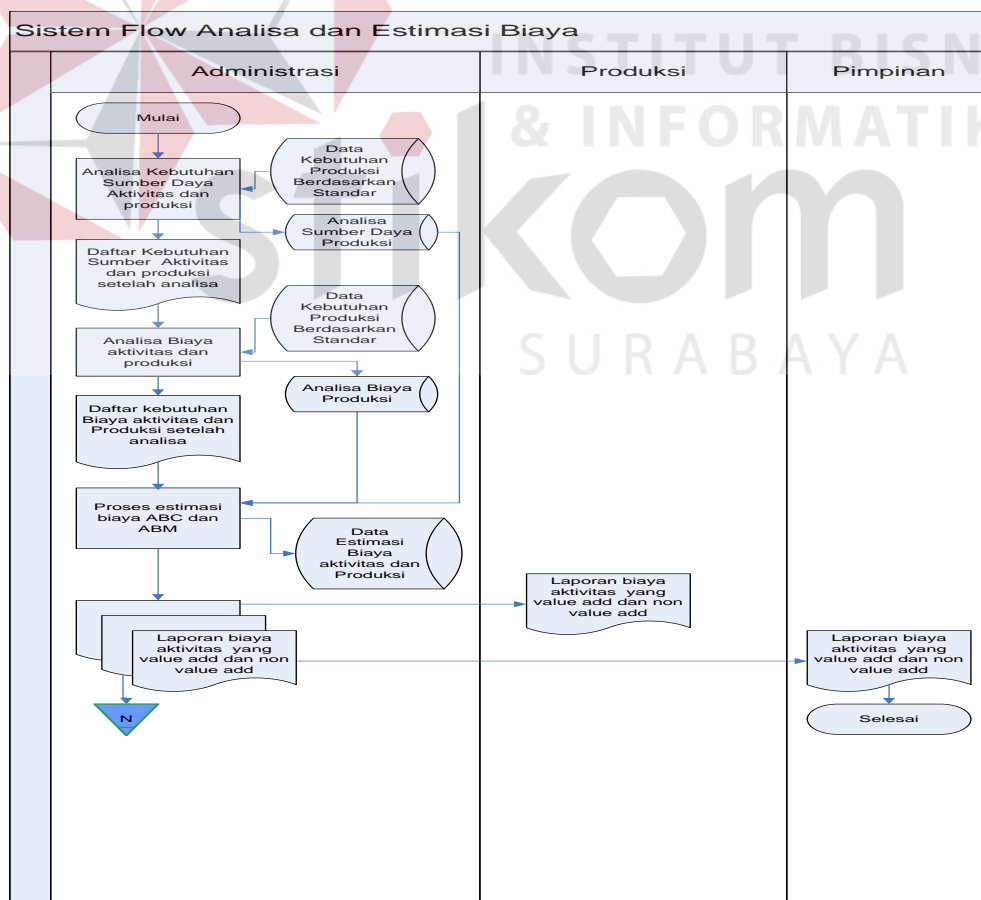 Sistem Flow Analisa dan Estimasi Biaya
INSTITUT BISN
& INFORMATIK
stikom
SURABAYA
Administrasi
Produksi
Pimpinan
Mulai
Analisa Kebutuhan
Sumber Daya
Aktivitas dan
produksi
Data
Kebutuhan
Produksi
Berdasarkan
Standar
Analisa
Sumber Daya
Produksi
Daftar Kebutuhan
Sumber Aktivitas
dan produksi
setelah analisa
Data
Kebutuhan
Produksi
Berdasarkan
Standar
Analisa Biaya
aktivitas dan
produksi
Analisa Biaya
Produksi
Daftar kebutuhan
Biaya aktivitas dan
Produksi setelah
analisa
Proses estimasi
biaya ABC dan
ABM
Data
Estimasi
Biaya
aktivitas dan
Produksi
Laporan biaya
aktivitas yang
value add dan non
value add
Laporan biaya
aktivitas yang
value add dan non
value add
Laporan biaya
aktivitas yang
value add dan non
value add
N
Selesai